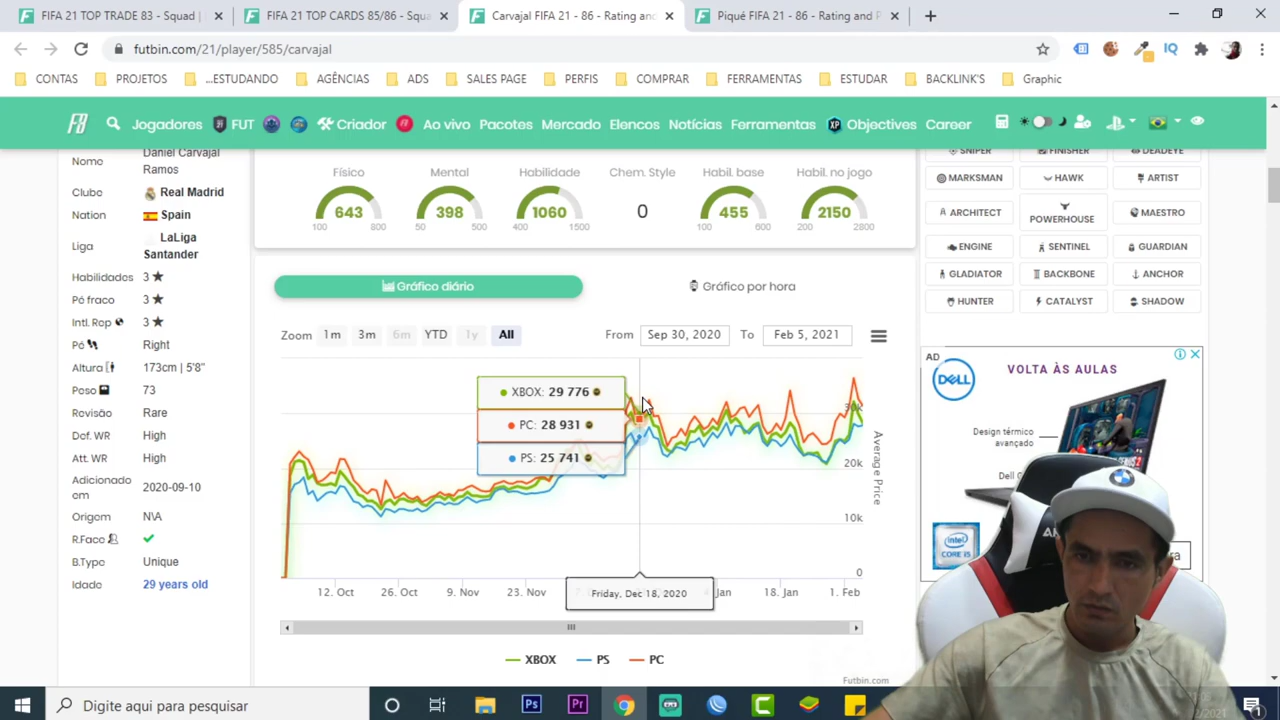 FIFA 21 TOP TRADE 83 - Squad |
FIFA 21 TOP CARDS 85/86 - Squa
Carvajal FIFA 21 - 86 - Rating and
Piqué FIFA 21 - 86 - Rating and P
futbin.com/21/player/585/carvajal
CONTAS PROJETOS ...ESTUDANDO AGÊNCIAS ADS SALES PAGE PERFIS COMPRAR FERRAMENTAS ESTUDAR BACKLINK'S Graphic
Jogadores FUT Criador Ao vivo Pacotes Mercado Elencos Notícias Ferramentas XP Objectives Career
Nomo Daniel Carvajal
Ramos
Clube Real Madrid
Nation Spain
Liga LaLiga
Santander
Habilidades 3 ★
Pé fraco 3 ★
Intl. Rep 3 ★
Pé Right
Altura 173cm | 5'8"
Peso 73
Revisão Rare
Def. WR High
Att. WR High
Adicionado
em 2020-09-10
Origem N\A
R.Face
B.Type Unique
Idade 29 years old
Físico Mental Habilidade Chem. Style Habil. base Habil. no jogo
643 398 1060 0 455 2150
100 800 50 500 400 1500 100 600 200 2800
Gráfico diário Gráfico por hora
Zoom 1m 3m 6m YTD 1y All From Sep 30, 2020 To Feb 5, 2021
XBOX: 29 776
PC: 28 931
PS: 25 741
30k
20k
10k
0
Average Price
Friday, Dec 18, 2020
12. Oct 26. Oct 9. Nov 23. Nov Jan 18. Jan 1. Feb
XBOX PS PC
Futbin.com
SNIPER FINISHER DEADEYE
MARSKMAN HAWK ARTIST
ARCHITECT POWERHOUSE MAESTRO
ENGINE SENTINEL GUARDIAN
GLADIATOR BACKBONE ANCHOR
HUNTER CATALYST SHADOW
AD
DELL
VOLTA ÀS AULAS
Design térmico
avançado
Dell
intel
CORE i5
Digite aqui para pesquisar